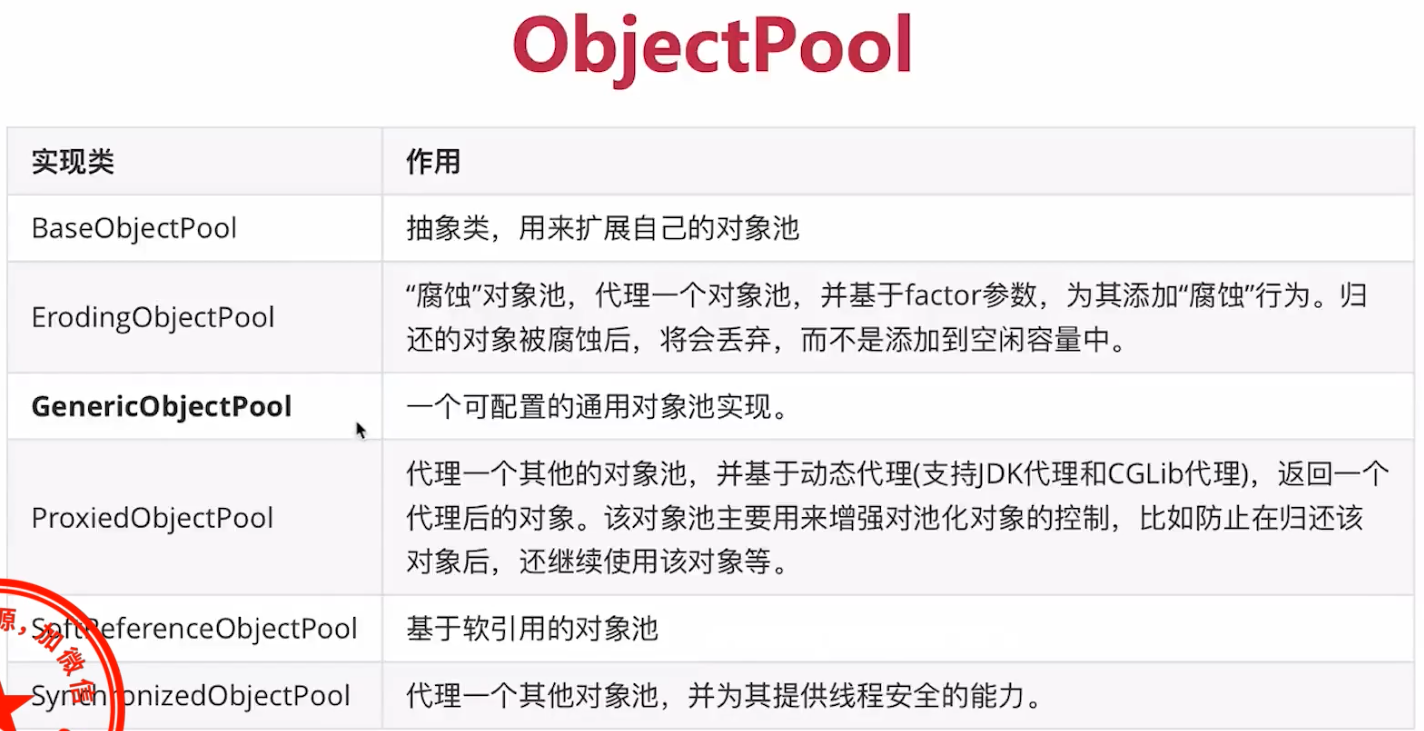 ObjectPool
实现类 作用
BaseObjectPool 抽象类，用来扩展自己的对象池
ErodingObjectPool “腐蚀”对象池，代理一个对象池，并基于factor参数，为其添加“腐蚀”行为。归
还的对象被腐蚀后，将会丢弃，而不是添加到空闲容量中。
GenericObjectPool 一个可配置的通用对象池实现。
ProxiedObjectPool 代理一个其他的对象池，并基于动态代理(支持JDK代理和CGLib代理)，返回一个
代理后的对象。该对象池主要用来增强对池化对象的控制，比如防止在归还该
对象后，还继续使用该对象等。
SoftReferenceObjectPool 基于软引用的对象池
SynchronizedObjectPool 代理一个其他对象池，并为其提供线程安全的能力。
源，加微信